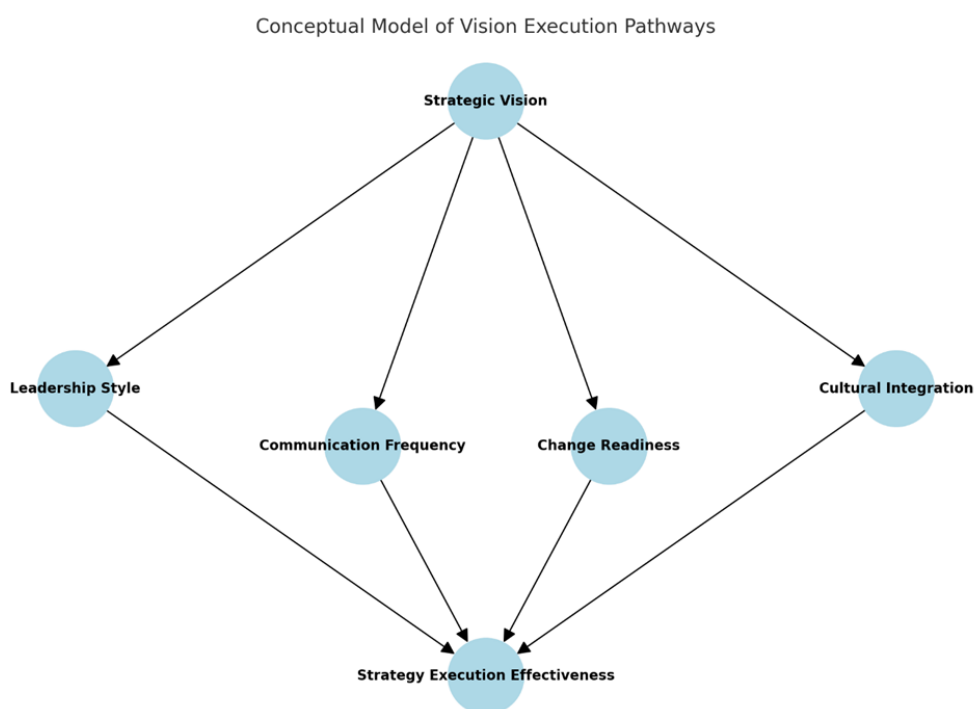 Conceptual Model of Vision Execution Pathways
Strategic Vision
Leadership Style
Cultural Integration
Communication Frequency
Change Readiness
Strategy Execution Effectiveness